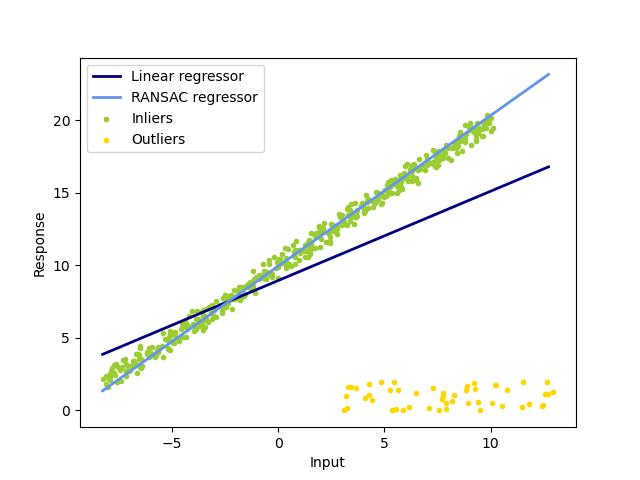 Linear regressor
RANSAC regressor
Inliers
Outliers
20
15
10
5
0
Response
−5
0
5
10
Input